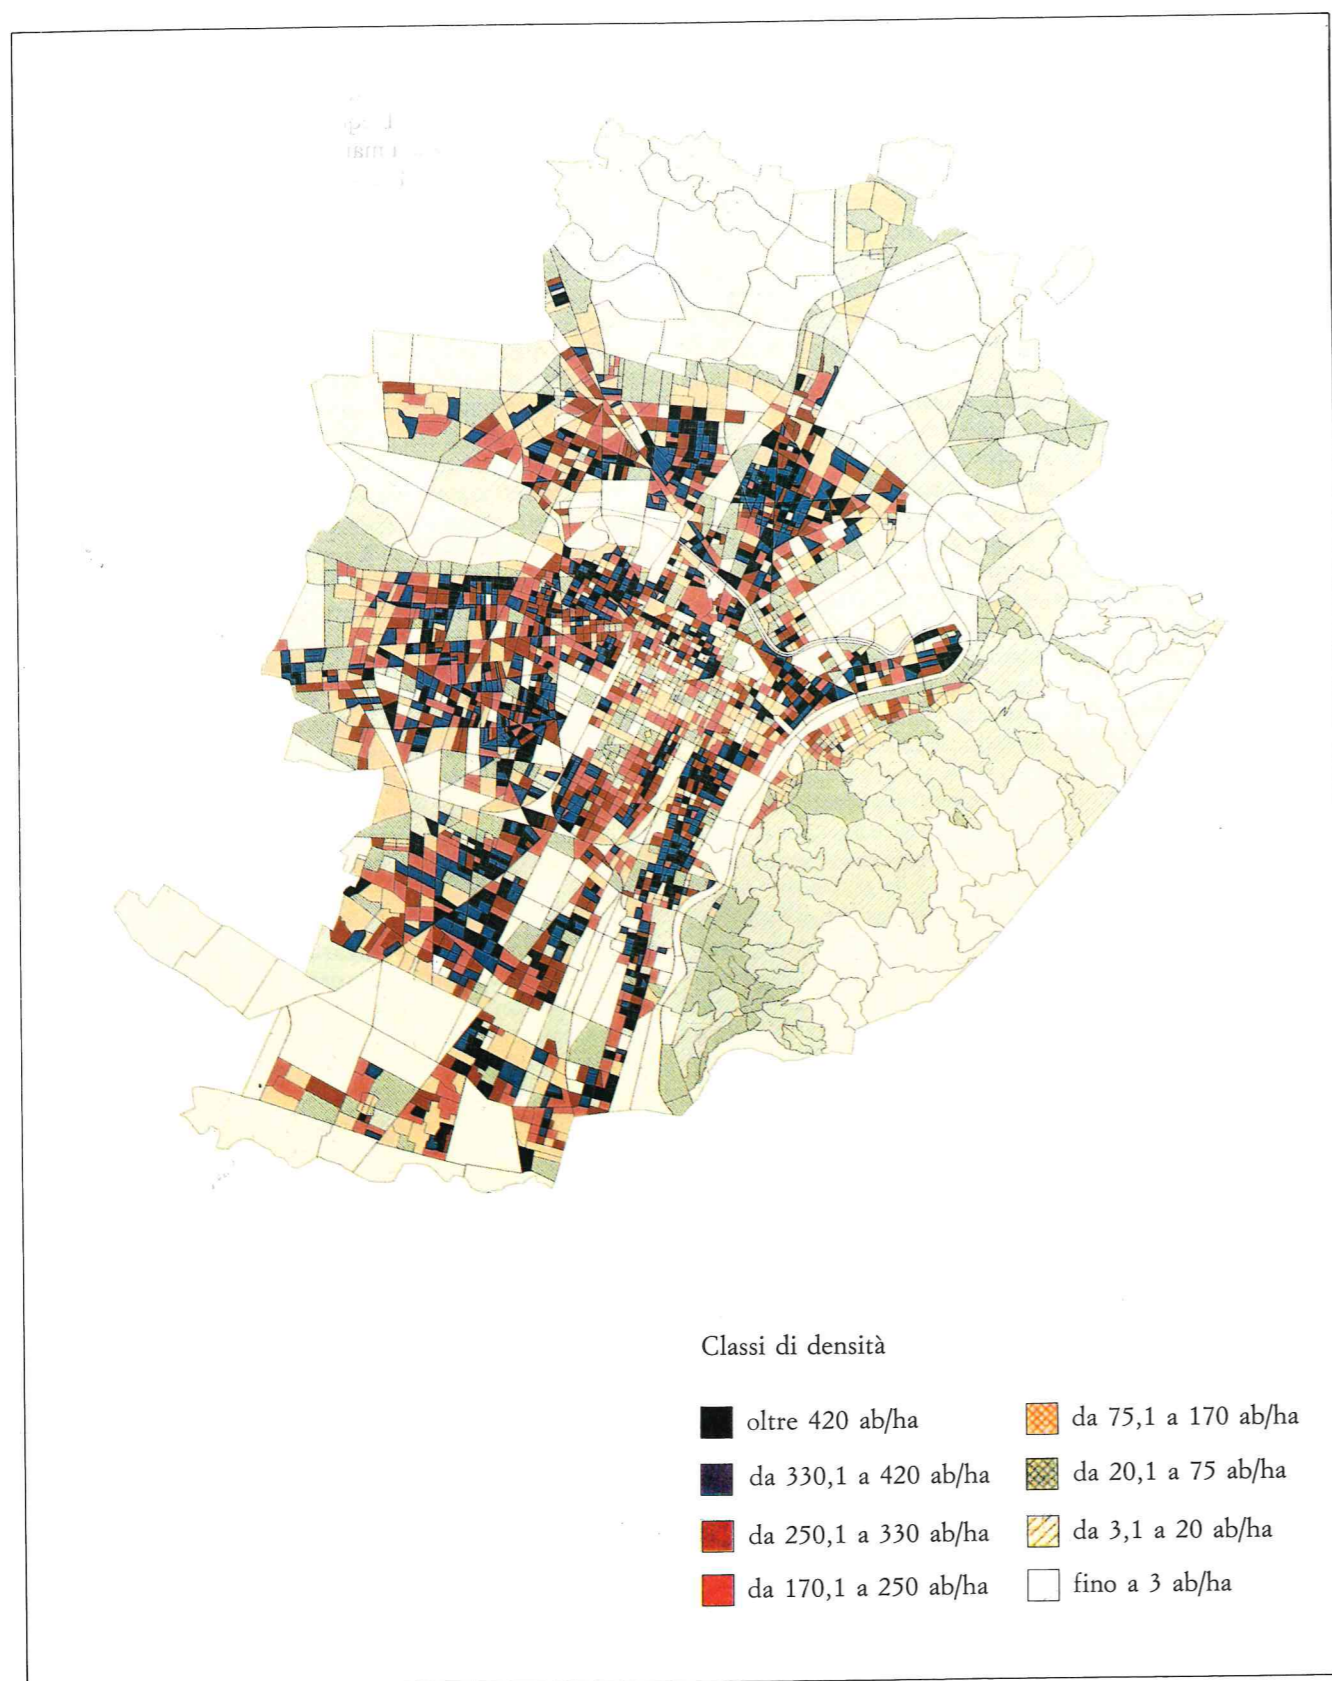 Classi di densità
oltre 420 ab/ha
da 330,1 a 420 ab/ha
da 250,1 a 330 ab/ha
da 170,1 a 250 ab/ha
da 75,1 a 170 ab/ha
da 20,1 a 75 ab/ha
da 3,1 a 20 ab/ha
fino a 3 ab/ha